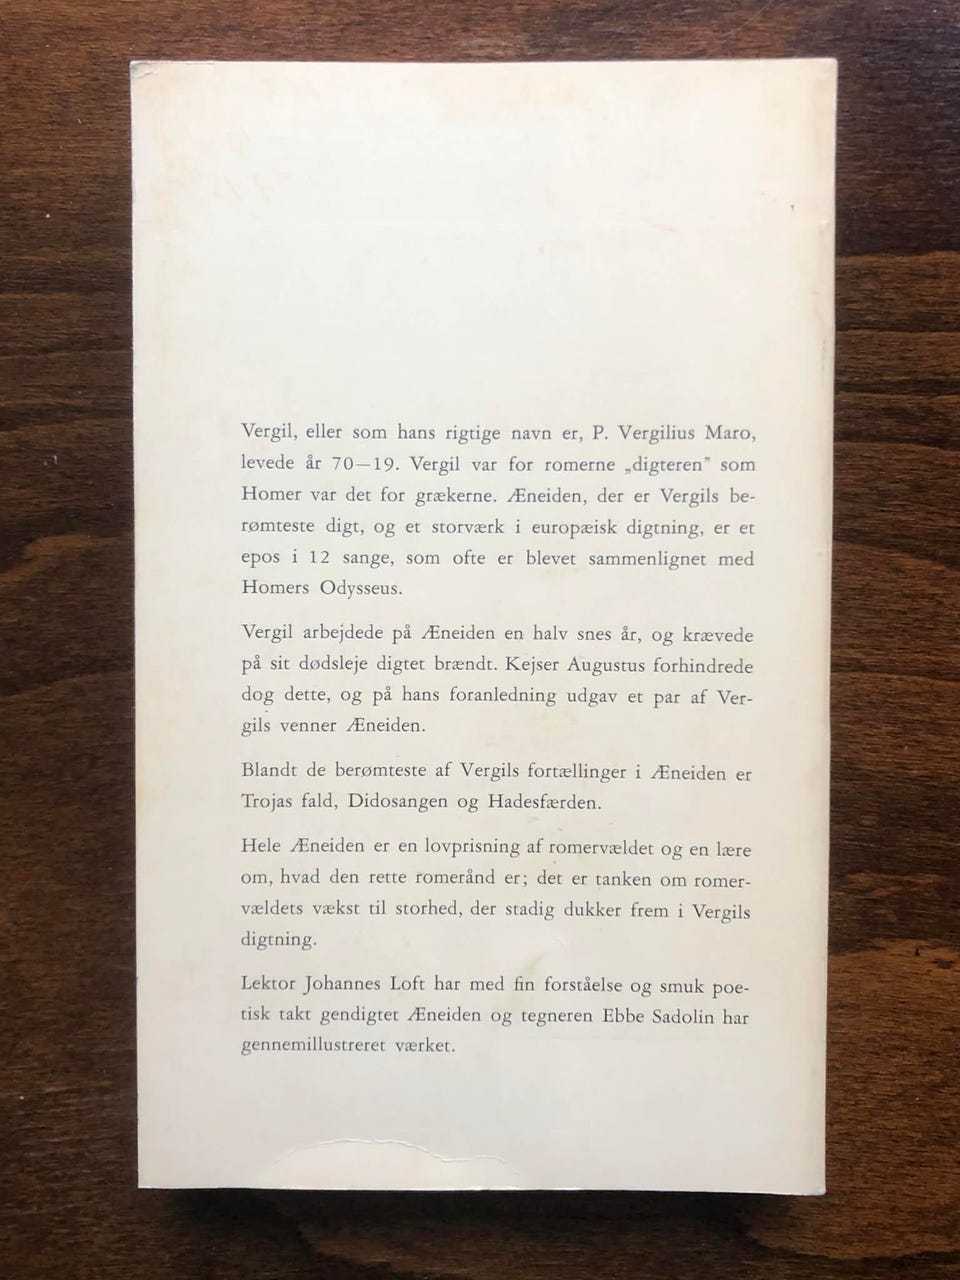 Vergil, eller som hans rigtige navn er, P. Vergilius Maro,
levede år 70—19. Vergil var for romerne „digteren” som
Homer var det for grækerne. Æneiden, der er Vergils be-
rømteste digt, og et storværk i europæisk digtning, er et
epos i 12 sange, som ofte er blevet sammenlignet med
Homers Odysseus.
Vergil arbejdede på Æneiden en halv snes år, og krævede
på sit dødsleje digtet brændt. Kejser Augustus forhindrede
dog dette, og på hans foranledning udgav et par af Ver-
gils venner Æneiden.
Blandt de berømteste af Vergils fortællinger i Æneiden er
Trojas fald, Didosangen og Hadesfærden.
Hele Æneiden er en lovprisning af romervældet og en lære
om, hvad den rette romerånd er; det er tanken om romer-
vældets vækst til storhed, der stadig dukker frem i Vergils
digtning.
Lektor Johannes Loft har med fin forståelse og smuk poe-
tisk takt gendigtet Æneiden og tegneren Ebbe Sadolin har
gennemillustreret værket.